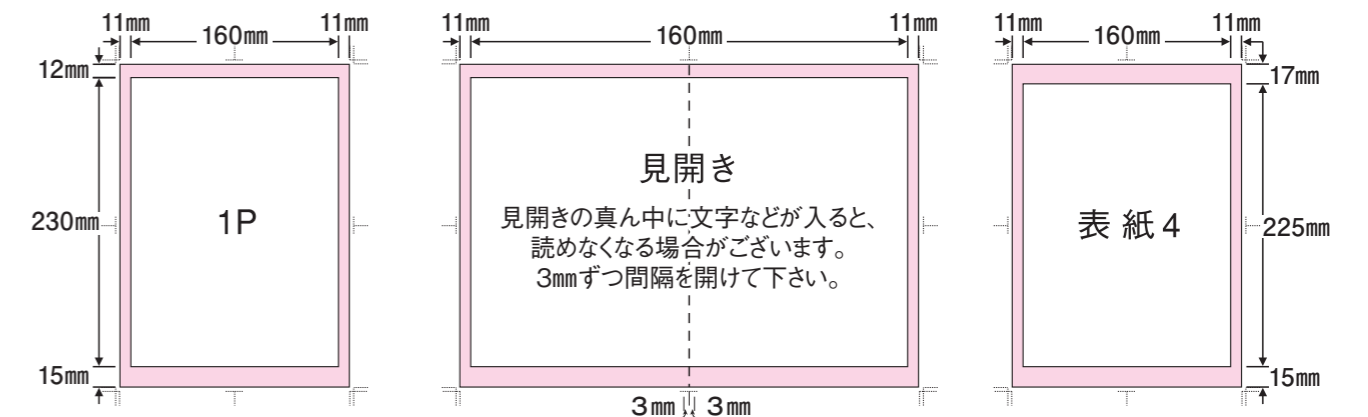 11mm 160mm 11mm
12mm
230mm
1P
15mm
11mm 160mm 11mm
見開き
見開きの真ん中に文字などが入ると、
読めなくなる場合がございます。
3mmずつ間隔を開けて下さい。
3mm 3mm
11mm 160mm 11mm
17mm
表紙4
225mm
15mm